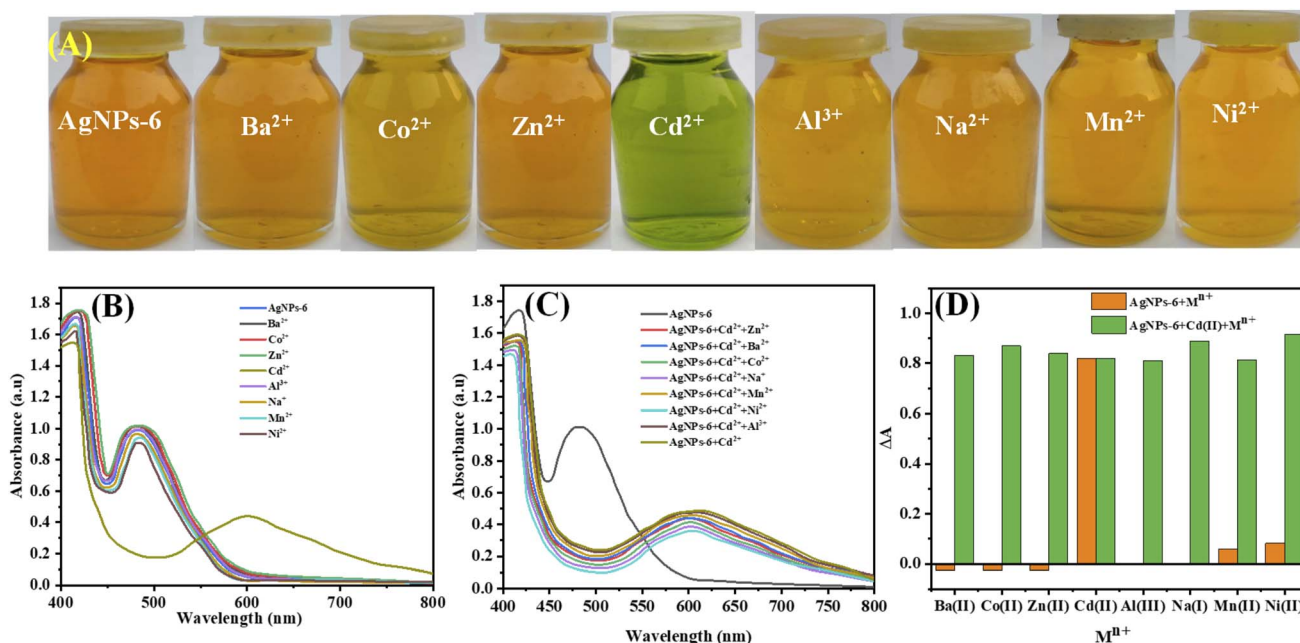 (A)
AgNPs-6
Ba²⁺
Co²⁺
Zn²⁺
Cd²⁺
Al³⁺
Na²⁺
Mn²⁺
Ni²⁺
(B)
Absorbance (a.u)
1.8
1.6
1.4
1.2
1.0
0.8
0.6
0.4
0.2
0.0
AgNPs-6
Ba²⁺
Co²⁺
Zn²⁺
Cd²⁺
Al³⁺
Na⁺
Mn²⁺
Ni²⁺
400 500 600 700 800
Wavelength (nm)
(C)
Absorbance (a.u)
1.8
1.6
1.4
1.2
1.0
0.8
0.6
0.4
0.2
0.0
AgNPs-6
AgNPs-6+Cd²⁺+Zn²⁺
AgNPs-6+Cd²⁺+Ba²⁺
AgNPs-6+Cd²⁺+Co²⁺
AgNPs-6+Cd²⁺+Na⁺
AgNPs-6+Cd²⁺+Mn²⁺
AgNPs-6+Cd²⁺+Ni²⁺
AgNPs-6+Cd²⁺+Al³⁺
AgNPs-6+Cd²⁺
400 450 500 550 600 650 700 750 800
Wavelength (nm)
(D)
AgNPs-6+Mⁿ⁺
AgNPs-6+Cd(II)+Mⁿ⁺
ΔA
1.0
0.8
0.6
0.4
0.2
0.0
Ba(II) Co(II) Zn(II) Cd(II) Al(III) Na(I) Mn(II) Ni(II)
Mⁿ⁺